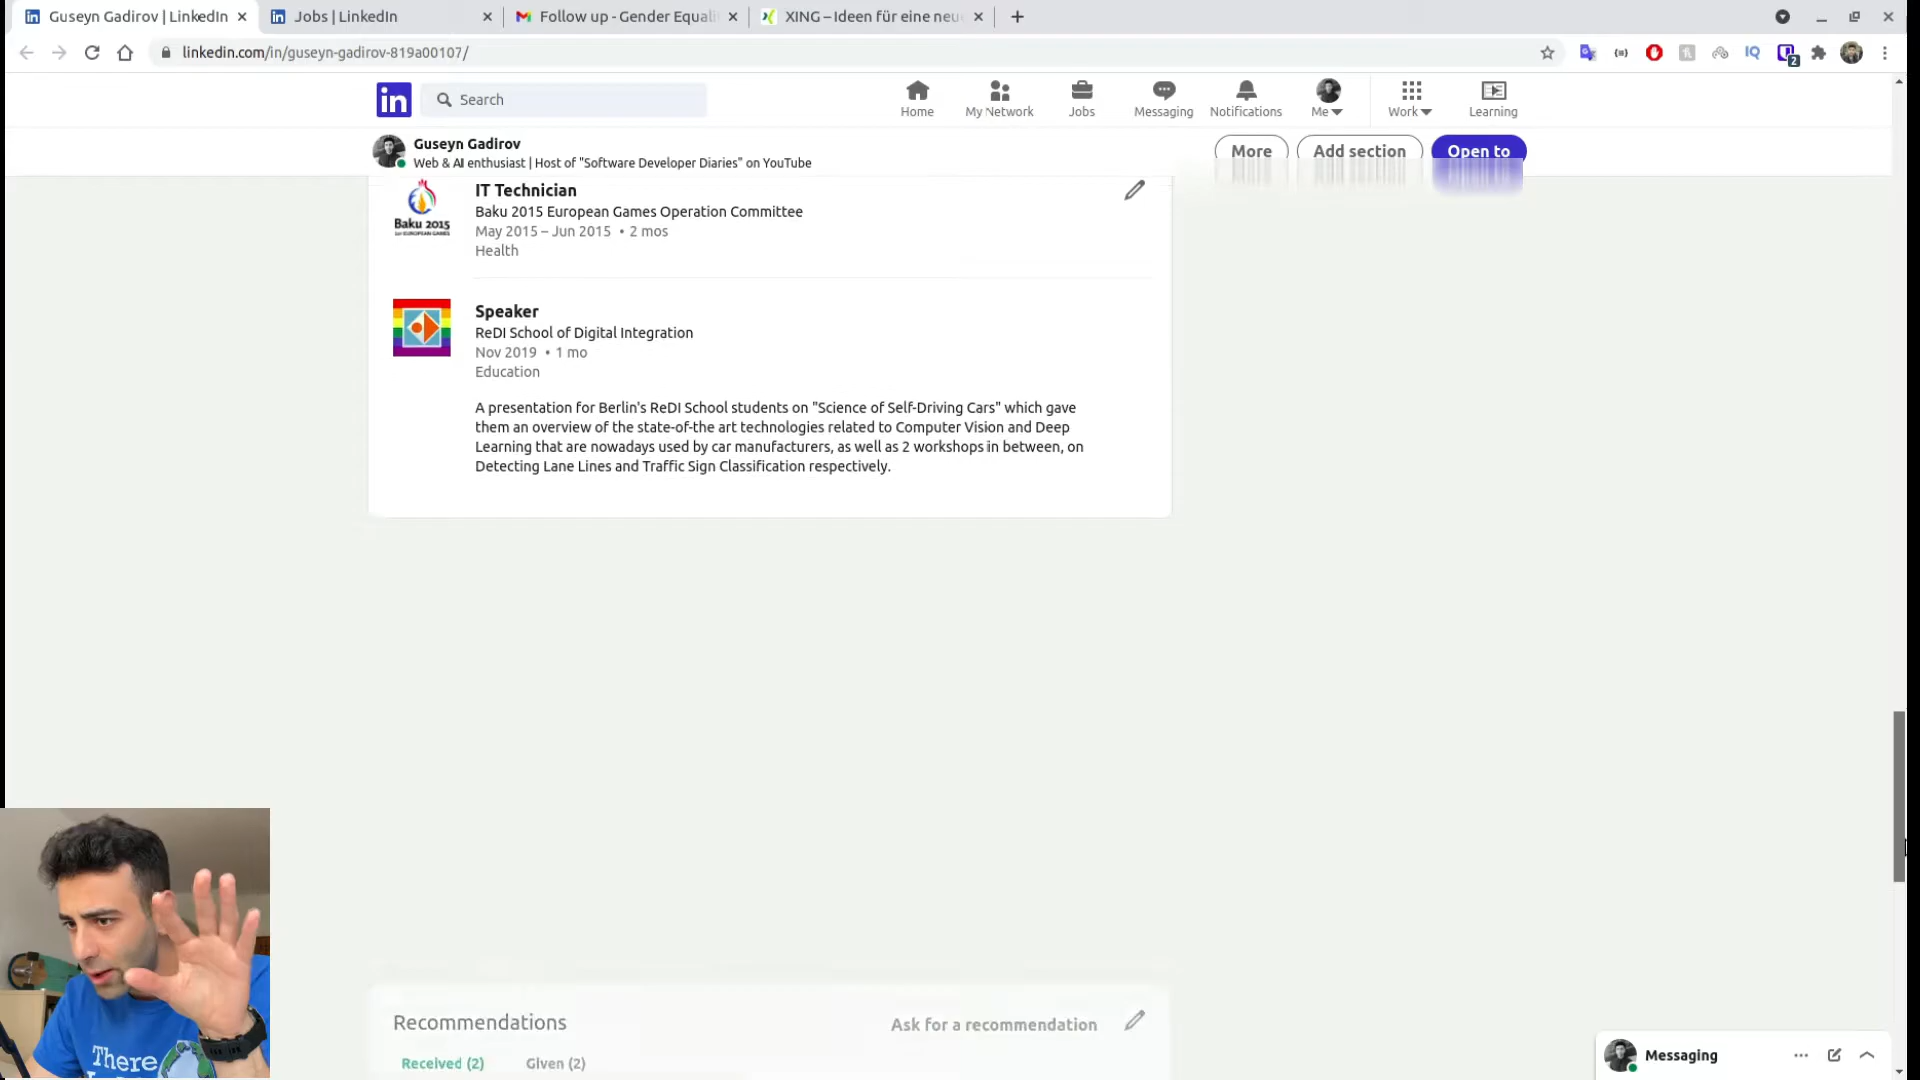 Guseyn Gadirov | LinkedIn
Jobs | LinkedIn
Follow up - Gender Equali
XING – Ideen für eine neue
linkedin.com/in/guseyn-gadirov-819a00107/
2
in
Search
Home
My Network
Jobs
Messaging
Notifications
Me
Work
Learning
Guseyn Gadirov
Web & AI enthusiast | Host of "Software Developer Diaries" on YouTube
More
Add section
Open to
Baku 2015
IT Technician
Baku 2015 European Games Operation Committee
May 2015 – Jun 2015 • 2 mos
Health
Speaker
ReDI School of Digital Integration
Nov 2019 • 1 mo
Education
A presentation for Berlin's ReDI School students on "Science of Self-Driving Cars" which gave
them an overview of the state-of-the art technologies related to Computer Vision and Deep
Learning that are nowadays used by car manufacturers, as well as 2 workshops in between, on
Detecting Lane Lines and Traffic Sign Classification respectively.
Recommendations
Ask for a recommendation
Received (2)
Given (2)
There
Messaging